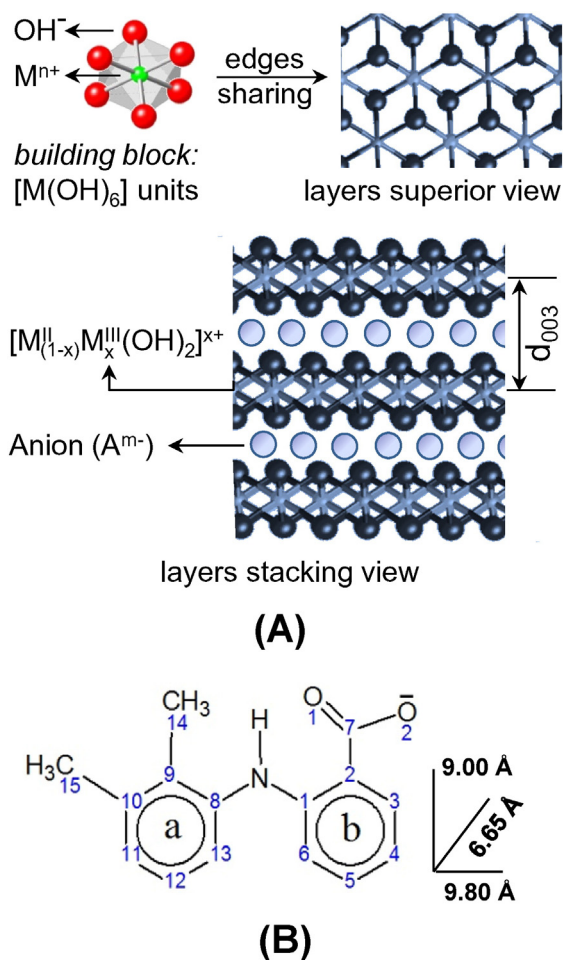 OH⁻
Mⁿ⁺
edges
sharing
building block:
[M(OH)₆] units
layers superior view
[M^II_(1-x)M^III_x(OH)₂]^x+
d₀₀₃
Anion (A^m-)
layers stacking view
(A)
CH₃
14
H
O
1
O⁻
2
7
H₃C
15
N
9
10
8
2
1
3
a
b
11
13
6
4
12
5
9.00 Å
6.65 Å
9.80 Å
(B)